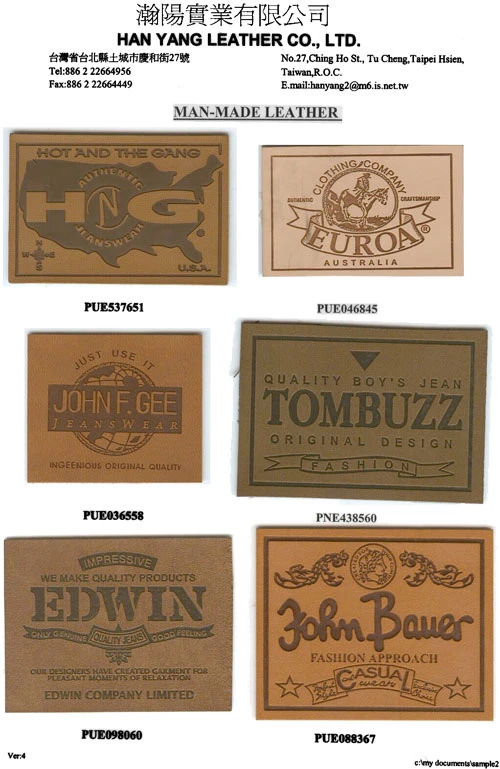 瀚陽實業有限公司
HAN YANG LEATHER CO., LTD.
台灣省台北縣土城市慶和街27號
Tel:886 2 22664956
Fax:886 2 22664449
No.27,Ching Ho St., Tu Cheng,Taipei Hsien,
Taiwan,R.O.C.
E.mail:hanyang2@m6.is.net.tw
MAN-MADE LEATHER
HOT AND THE GANG
AUTHENTIC
H N G
JEANSWEAR
N
W E
S
U.S.A.
PUE537651
CLOTHING COMPANY
AUTHENTIC CRAFTSMANSHIP
EUROA®
AUSTRALIA
PUE046845
JUST USE IT
JOHN F. GEE
JEANSWEAR
INGEENIOUS ORIGINAL QUALITY
PUE036558
QUALITY BOY'S JEAN
TOMBUZZ
ORIGINAL DESIGN
FASHION
PNE438560
IMPRESSIVE
WE MAKE QUALITY PRODUCTS
EDWIN
ONLY GENUINE QUALITY JEANS GOOD FEELING
OUR DESIGNERS HAVE CREATED GARMENT FOR
PLEASANT MOMENTS OF RELAXATION
EDWIN COMPANY LIMITED
PUE098060
John Bauer
FASHION APPROACH
CASUAL
wear
PUE088367
Ver:4
c:\my documents\sample2